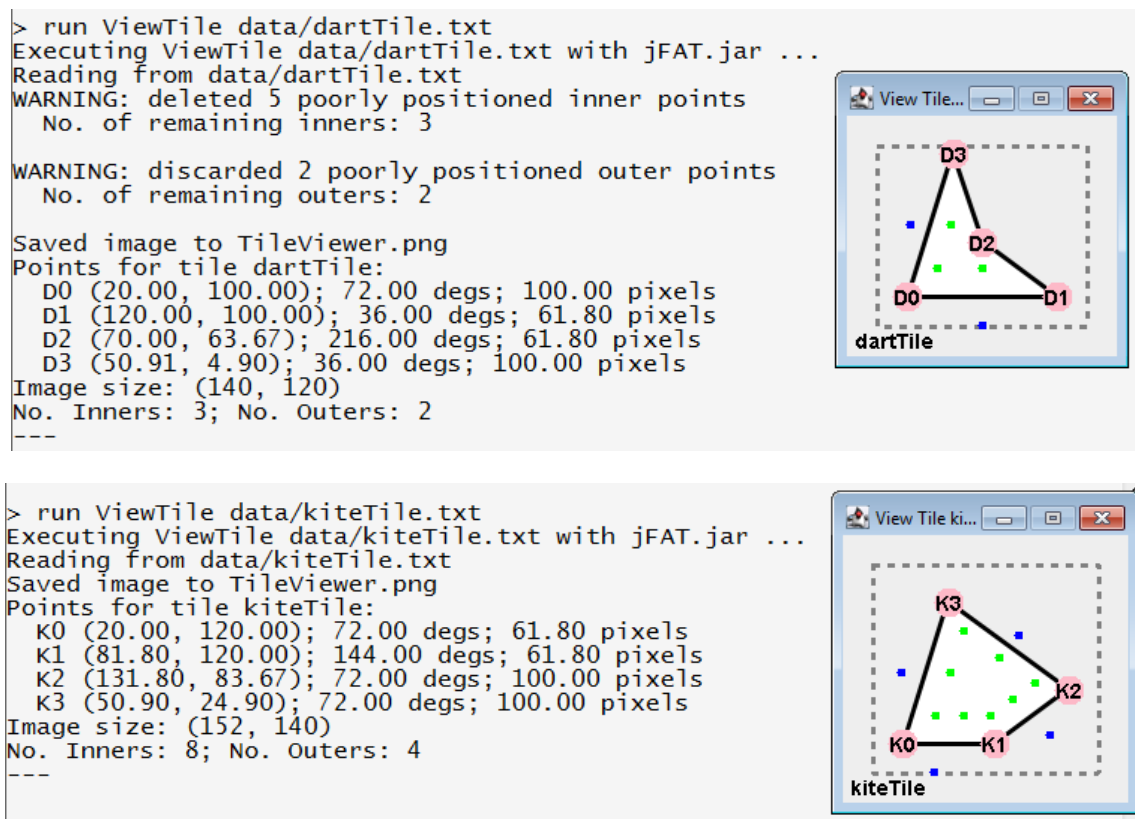 > run ViewTile data/dartTile.txt
Executing ViewTile data/dartTile.txt with jFAT.jar ...
Reading from data/dartTile.txt
WARNING: deleted 5 poorly positioned inner points
No. of remaining inners: 3
WARNING: discarded 2 poorly positioned outer points
No. of remaining outers: 2
Saved image to TileViewer.png
Points for tile dartTile:
D0 (20.00, 100.00); 72.00 degs; 100.00 pixels
D1 (120.00, 100.00); 36.00 degs; 61.80 pixels
D2 (70.00, 63.67); 216.00 degs; 61.80 pixels
D3 (50.91, 4.90); 36.00 degs; 100.00 pixels
Image size: (140, 120)
No. Inners: 3; No. Outers: 2
---
View Tile...
D3
D2
D0
D1
dartTile
> run ViewTile data/kiteTile.txt
Executing ViewTile data/kiteTile.txt with jFAT.jar ...
Reading from data/kiteTile.txt
Saved image to TileViewer.png
Points for tile kiteTile:
K0 (20.00, 120.00); 72.00 degs; 61.80 pixels
K1 (81.80, 120.00); 144.00 degs; 61.80 pixels
K2 (131.80, 83.67); 72.00 degs; 100.00 pixels
K3 (50.90, 24.90); 72.00 degs; 100.00 pixels
Image size: (152, 140)
No. Inners: 8; No. Outers: 4
---
View Tile ki...
K3
K2
K0
K1
kiteTile